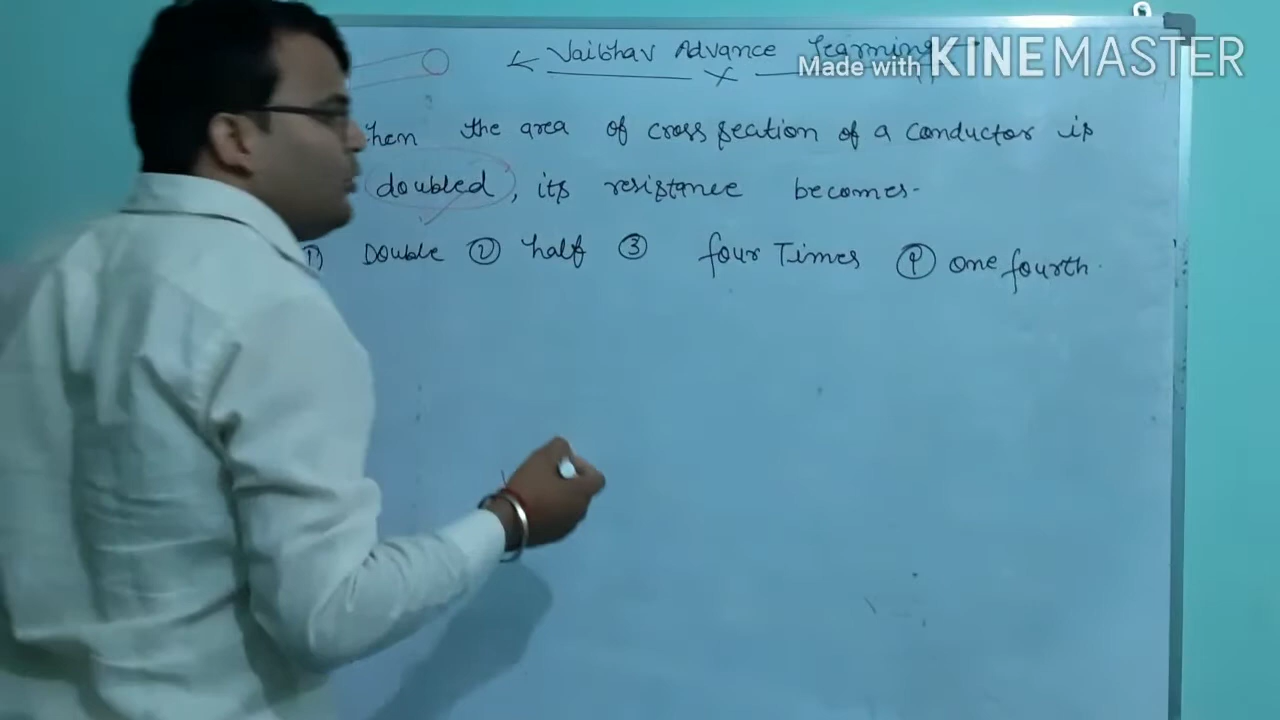 ← Vaibhav Advance Learning
Made with KINEMASTER
hen the area of cross section of a conductor is
doubled, its resistance becomes.
1) Double ② half ③ four Times ④ one fourth.